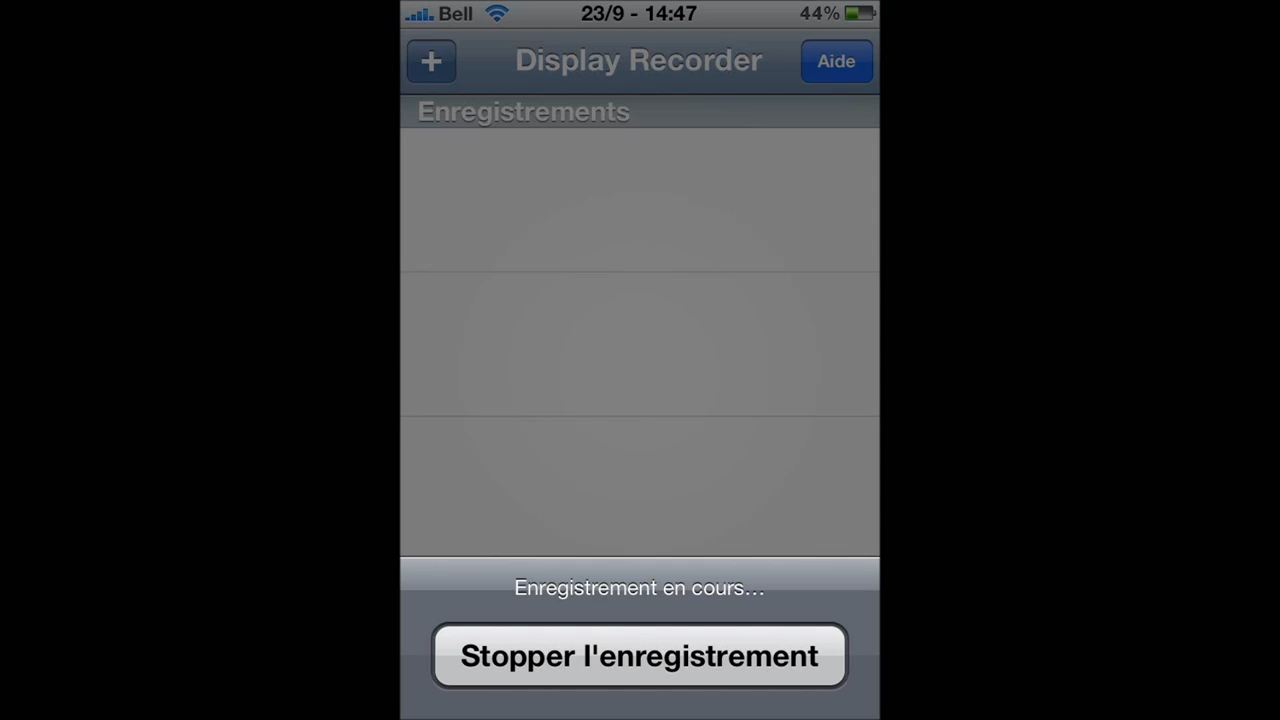 Bell 23/9 - 14:47 44%
+ Display Recorder Aide
Enregistrements
Enregistrement en cours...
Stopper l'enregistrement